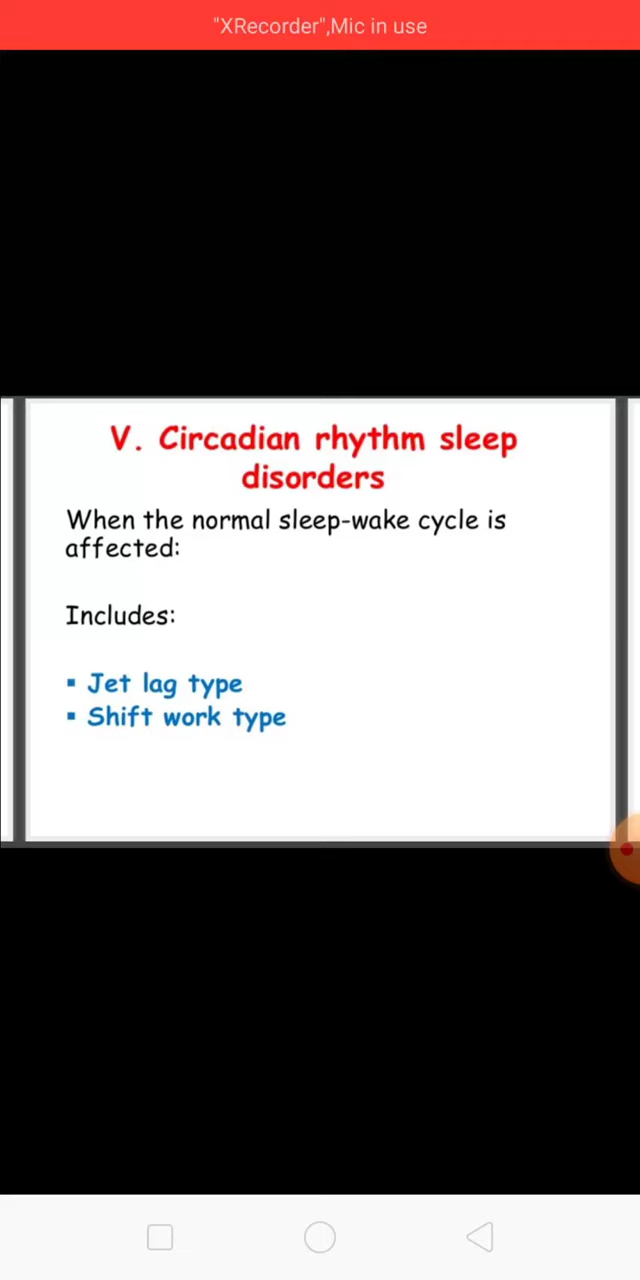 "XRecorder",Mic in use
V. Circadian rhythm sleep
disorders
When the normal sleep-wake cycle is
affected:
Includes:
▪ Jet lag type
▪ Shift work type